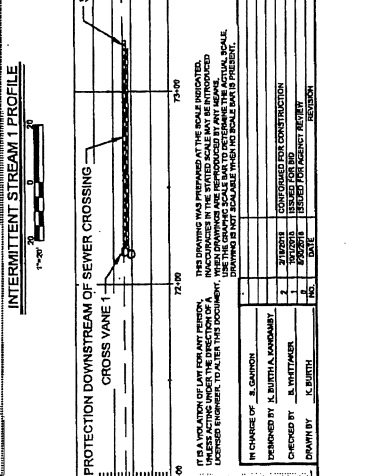 INTERMITTENT STREAM 1 PROFILE
20 0 20
1"=20'
PROTECTION DOWNSTREAM OF SEWER CROSSING
CROSS VANE 1
72+00
73+00
00
IT IS A VIOLATION OF LAW FOR ANY PERSON,
UNLESS ACTING UNDER THE DIRECTION OF A
LICENSED ENGINEER, TO ALTER THIS DOCUMENT.
THIS DRAWING WAS PREPARED AT THE SCALE INDICATED.
INACCURACIES IN THE STATED SCALE MAY BE INTRODUCED
WHEN DRAWINGS ARE REPRODUCED BY ANY MEANS.
USE THE GRAPHIC SCALE BAR TO DETERMINE THE ACTUAL SCALE.
DRAWING IS NOT SCALABLE WHEN NO SCALE BAR IS PRESENT.
IN CHARGE OF S. GANNON
DESIGNED BY K. BURTH A. KANDAMBY
CHECKED BY B. WHITTAKER
DRAWN BY K. BURTH
2 2/19/2019 CONFORMED FOR CONSTRUCTION
1 10/1/2018 ISSUED FOR BID
0 8/30/2018 ISSUED FOR AGENCY REVIEW
NO. DATE REVISION